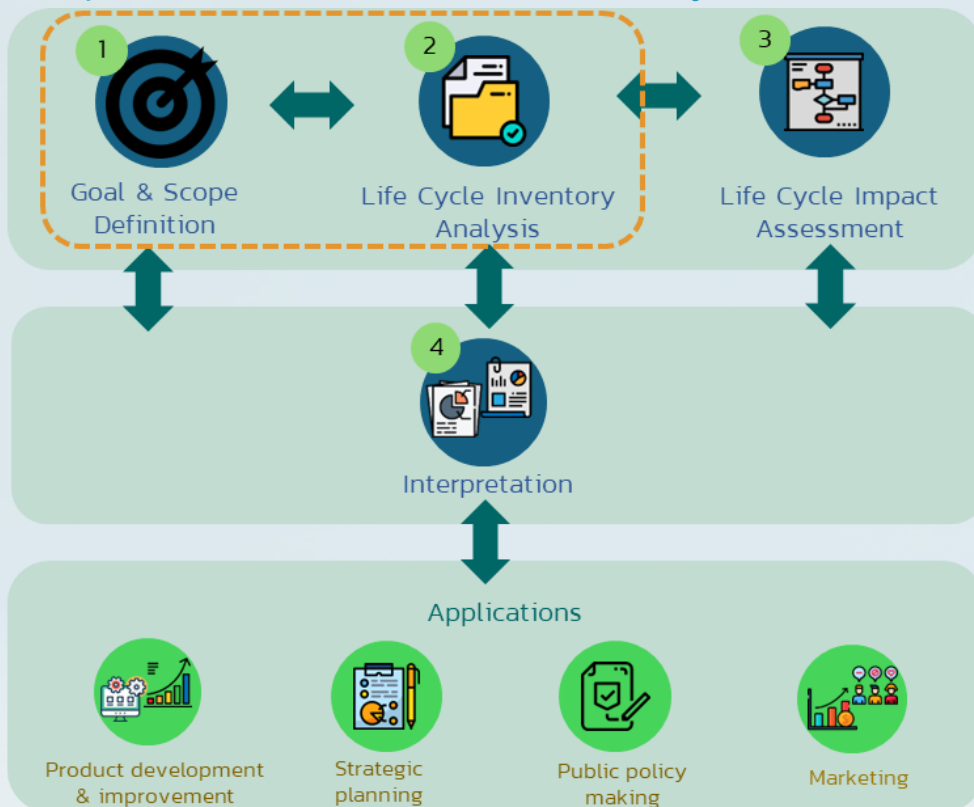 1
2
3
Goal & Scope
Definition
Life Cycle Inventory
Analysis
Life Cycle Impact
Assessment
4
Interpretation
Applications
Product development
& improvement
Strategic
planning
Public policy
making
Marketing